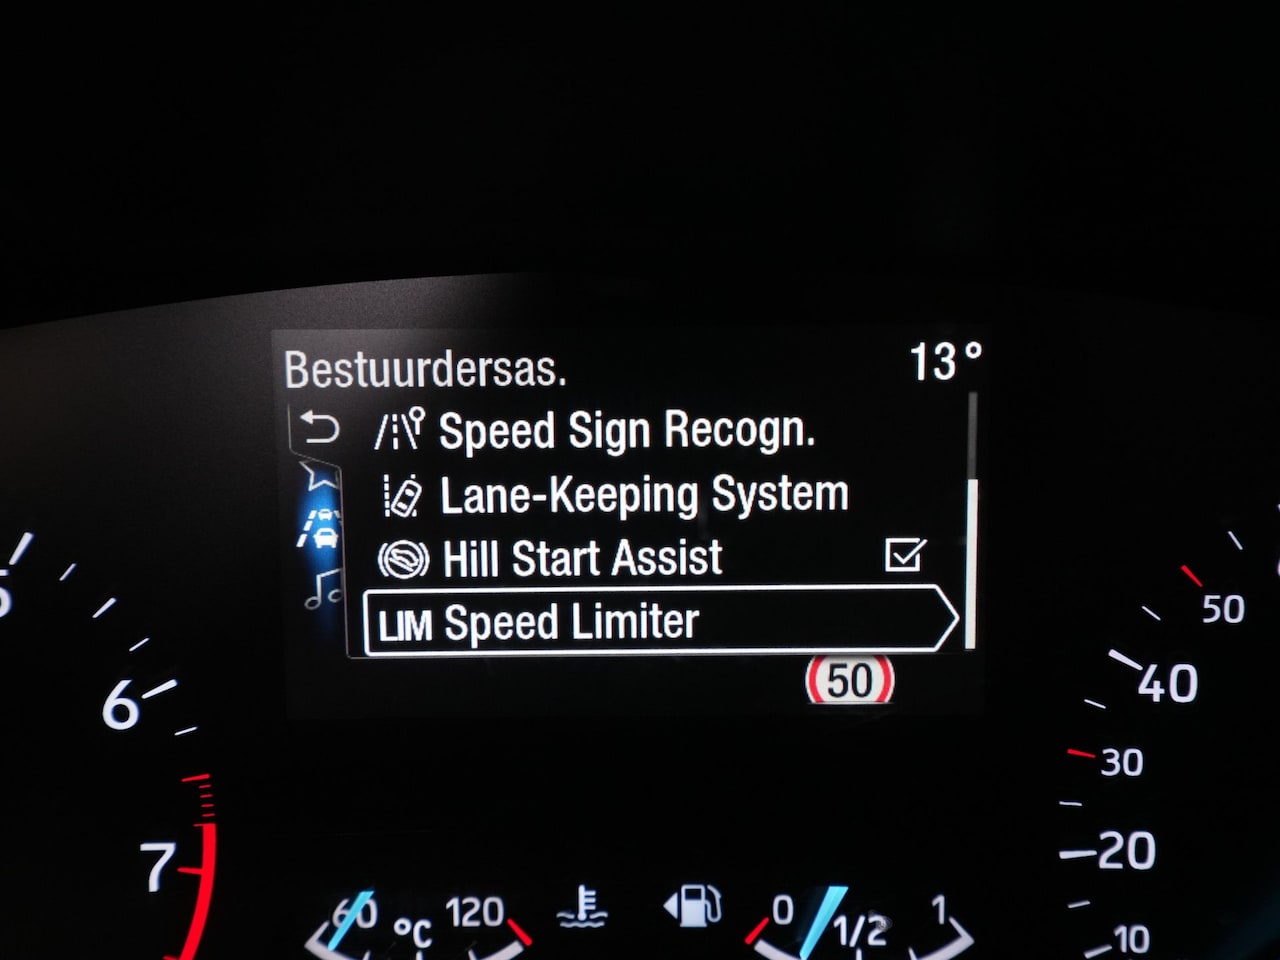 Bestuurdersas. 13°
Speed Sign Recogn.
Lane-Keeping System
Hill Start Assist
LIM Speed Limiter
50
6
7
60 °C 120
0 1/2 1
50
40
30
20
10